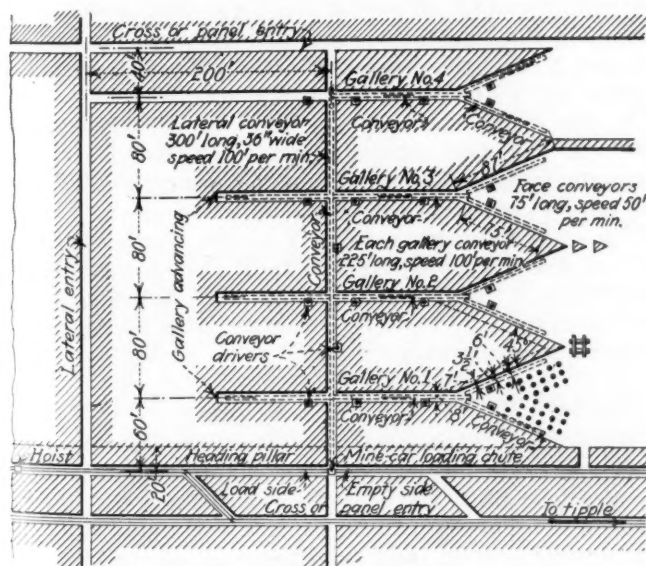 Cross or panel entry
40'
200'
Gallery No.4
Conveyors
Conveyor
Lateral conveyor
300'long, 36"wide
speed 100'per min.
80'
87'
Gallery No.3
Conveyor
75'
Face conveyors
75'long, speed 50'
per min.
Lateral entry
80'
Gallery advancing
Conveyor
Each gallery conveyor
225'long, speed 100'per min.
Gallery No.2
Conveyor
80'
Conveyor
drivers
6'
45°
3½'
7'
Gallery No.1
Conveyor
8'
Conveyor
60'
Hoist
Heading pillar
Mine-car loading chute
20'
Load side
Empty side
Cross or panel entry
To tipple